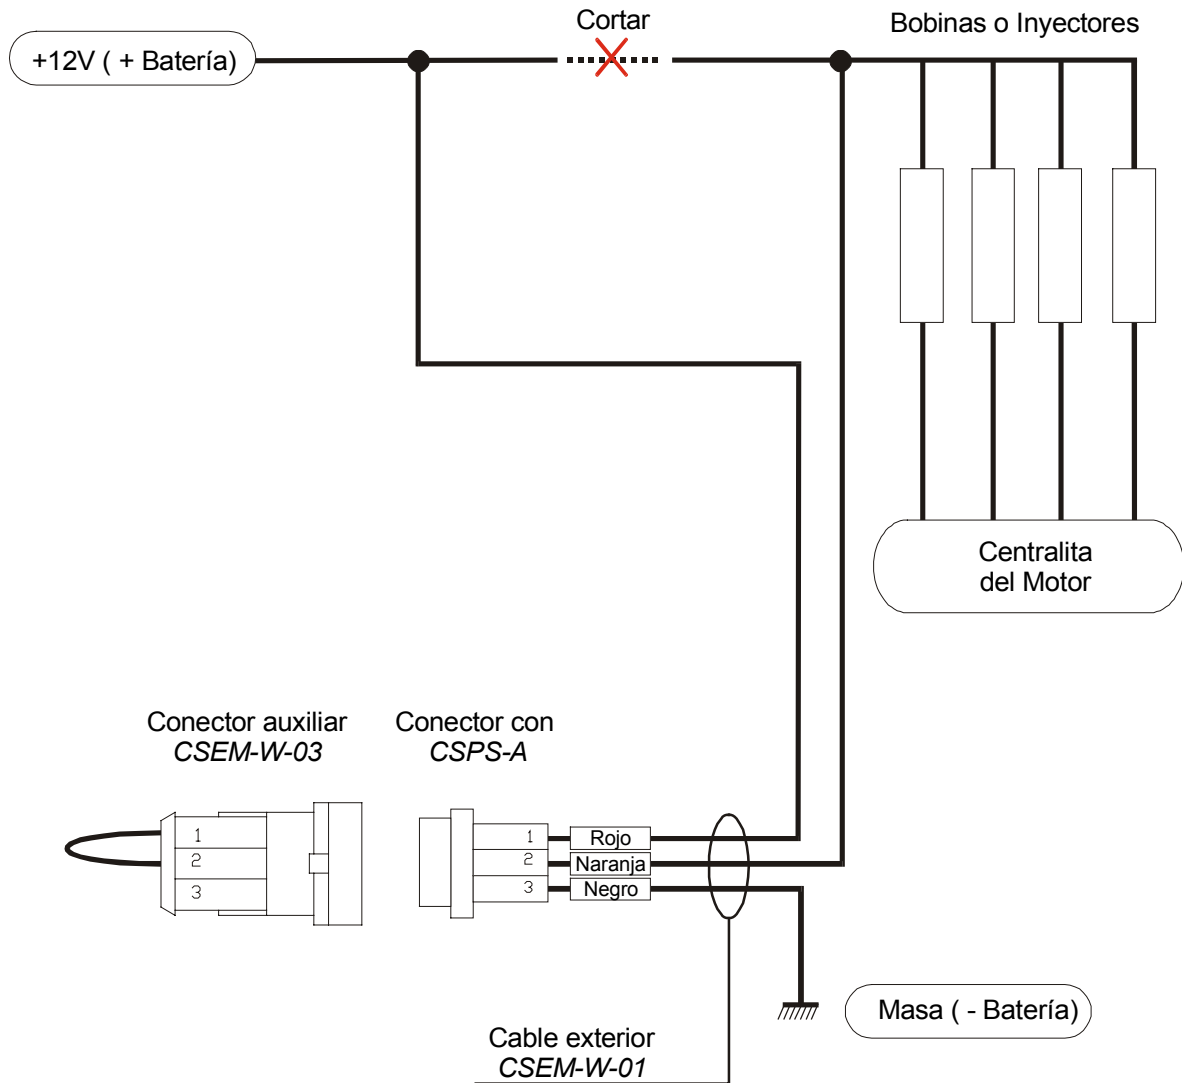 Cortar
Bobinas o Inyectores
+12V ( + Batería)
Centralita
del Motor
Conector auxiliar
CSEM-W-03
Conector con
CSPS-A
1
2
3
1
2
3
Rojo
Naranja
Negro
Masa ( - Batería)
Cable exterior
CSEM-W-01